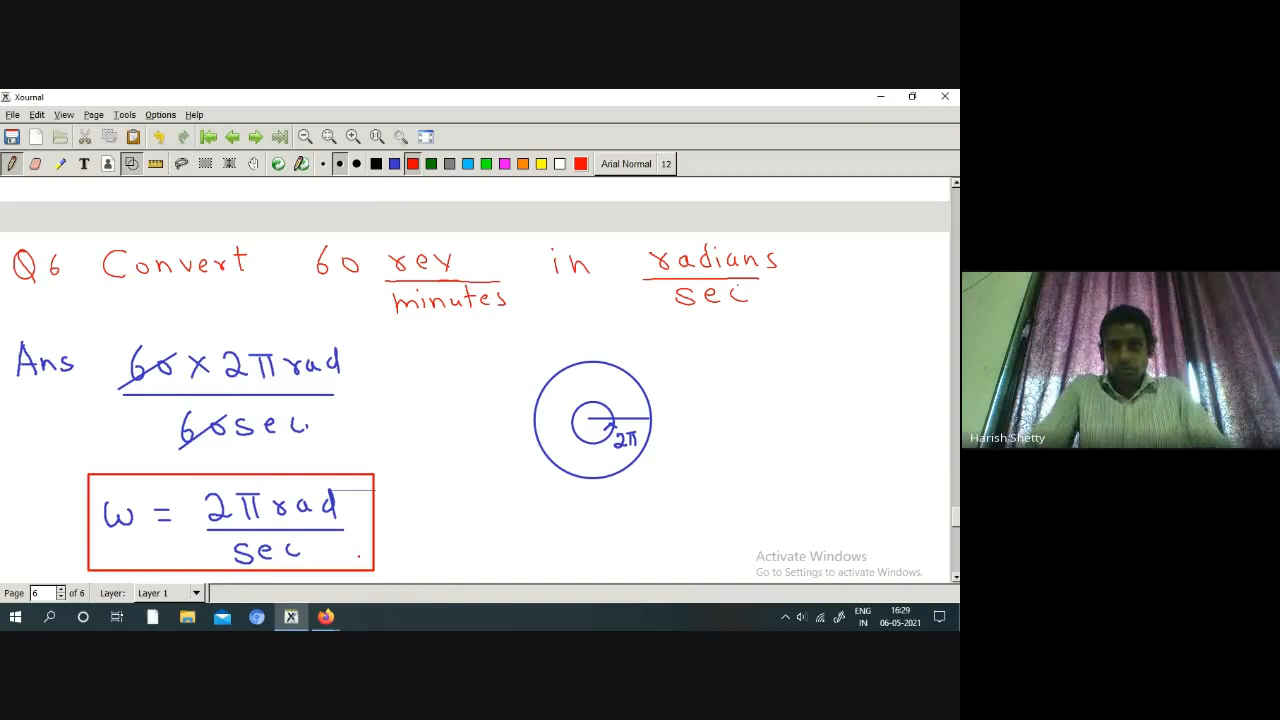 Xournal
File Edit View Page Tools Options Help
Arial Normal 12
Q6 Convert 60 rev in radians
minutes sec
Ans 60 × 2π rad
60 sec
2π
ω = 2π rad
sec
Harish Shetty
Activate Windows
Go to Settings to activate Windows.
Page 6 of 6 Layer: Layer 1
ENG 16:29
IN 06-05-2021